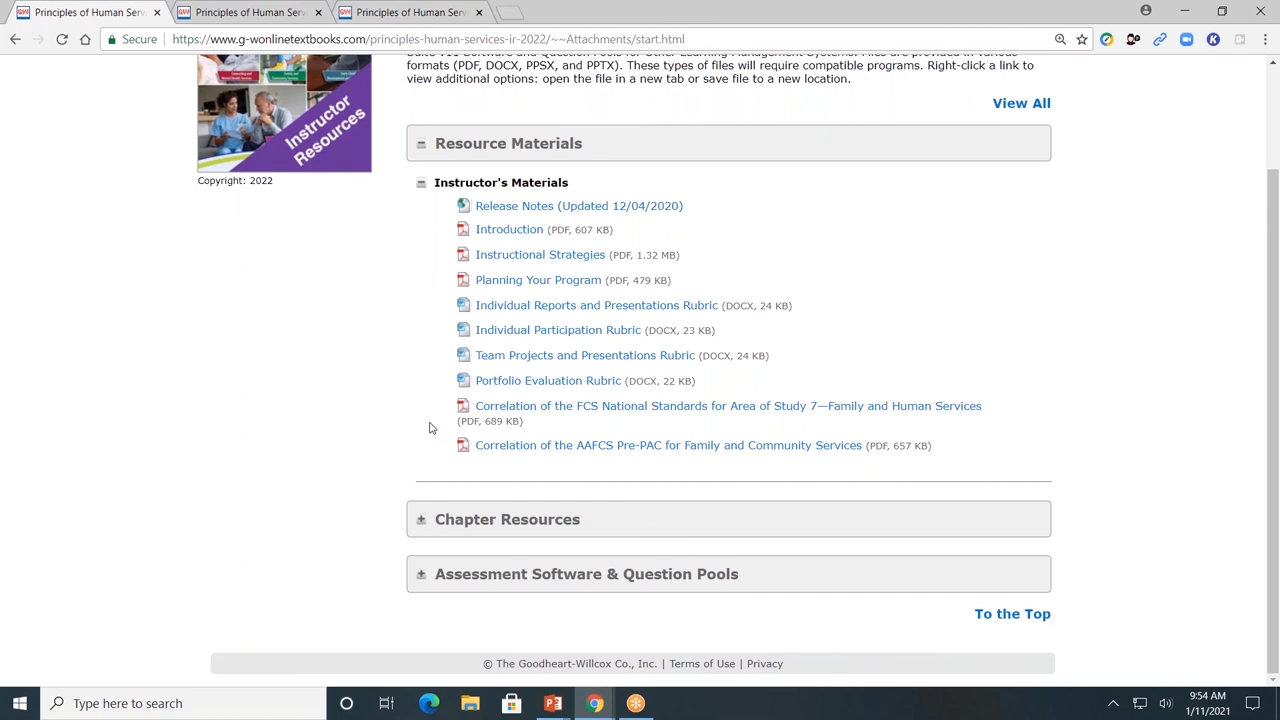 Principles of Human Servic ×
Principles of Human Services ×
Principles of Human Services ×
Secure https://www.g-wonlinetextbooks.com/principles-human-services-ir-2022/~~Attachments/start.html
formats (PDF, DOCX, PPSX, and PPTX). These types of files will require compatible programs. Right-click a link to
view additional options: open the file in a new tab or save file to a new location.
View All
Instructor
Resources
Copyright: 2022
Resource Materials
Instructor's Materials
Release Notes (Updated 12/04/2020)
Introduction (PDF, 607 KB)
Instructional Strategies (PDF, 1.32 MB)
Planning Your Program (PDF, 479 KB)
Individual Reports and Presentations Rubric (DOCX, 24 KB)
Individual Participation Rubric (DOCX, 23 KB)
Team Projects and Presentations Rubric (DOCX, 24 KB)
Portfolio Evaluation Rubric (DOCX, 22 KB)
Correlation of the FCS National Standards for Area of Study 7—Family and Human Services
(PDF, 689 KB)
Correlation of the AAFCS Pre-PAC for Family and Community Services (PDF, 657 KB)
Chapter Resources
Assessment Software & Question Pools
To the Top
© The Goodheart-Willcox Co., Inc. | Terms of Use | Privacy
Type here to search
9:54 AM
1/11/2021